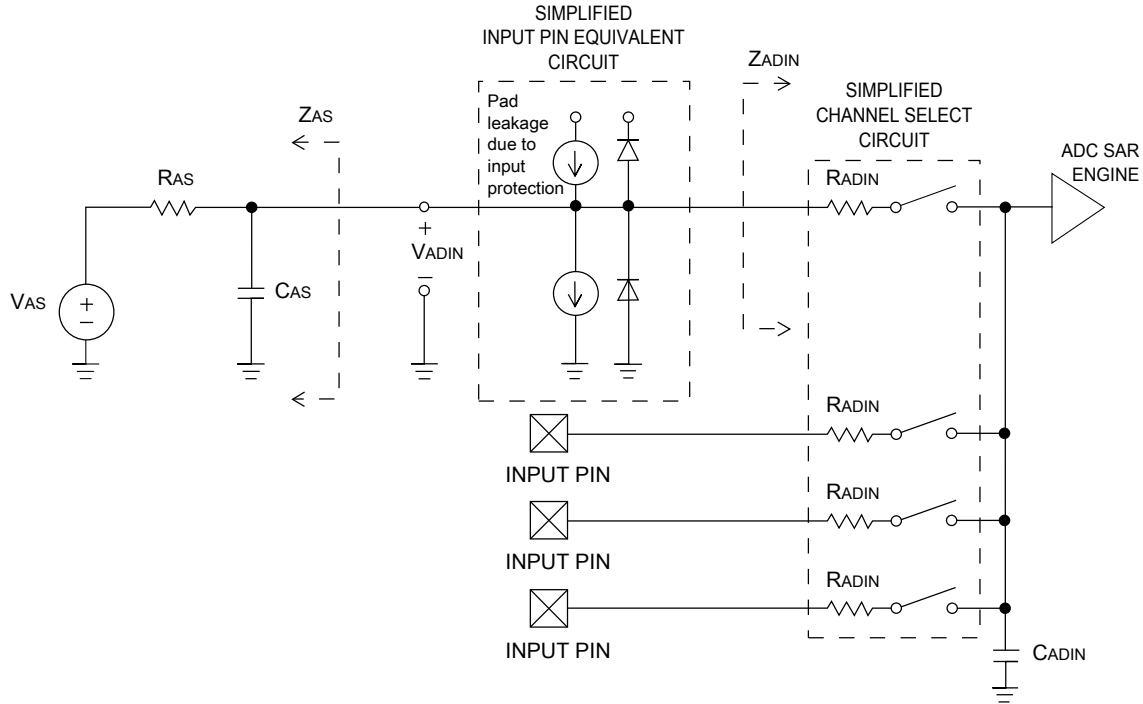 SIMPLIFIED
INPUT PIN EQUIVALENT
CIRCUIT
ZADIN
SIMPLIFIED
CHANNEL SELECT
CIRCUIT
Pad
leakage
due to
input
protection
ZAS
ADC SAR
ENGINE
RAS
RADIN
+
VADIN
–
CAS
VAS
+
–
RADIN
INPUT PIN
RADIN
INPUT PIN
RADIN
INPUT PIN
CADIN